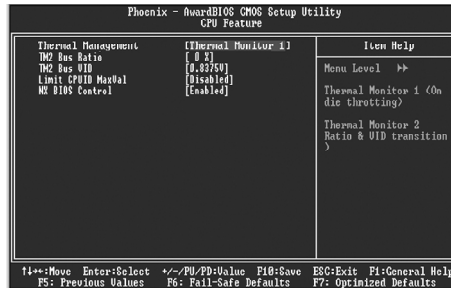 Phoenix - AwardBIOS CMOS Setup Utility
CPU Feature
Thermal Management [Thermal Monitor 1]
TM2 Bus Ratio [ 0 X]
TM2 Bus VID [0.8375V]
Limit CPUID MaxVal [Disabled]
NX BIOS Control [Enabled]
Item Help
Menu Level ▶▶
Thermal Monitor 1 (On
die throtting)
Thermal Monitor 2
Ratio & VID transition
)
↑↓→←:Move Enter:Select +/-/PU/PD:Value F10:Save ESC:Exit F1:General Help
F5: Previous Values F6: Fail-Safe Defaults F7: Optimized Defaults